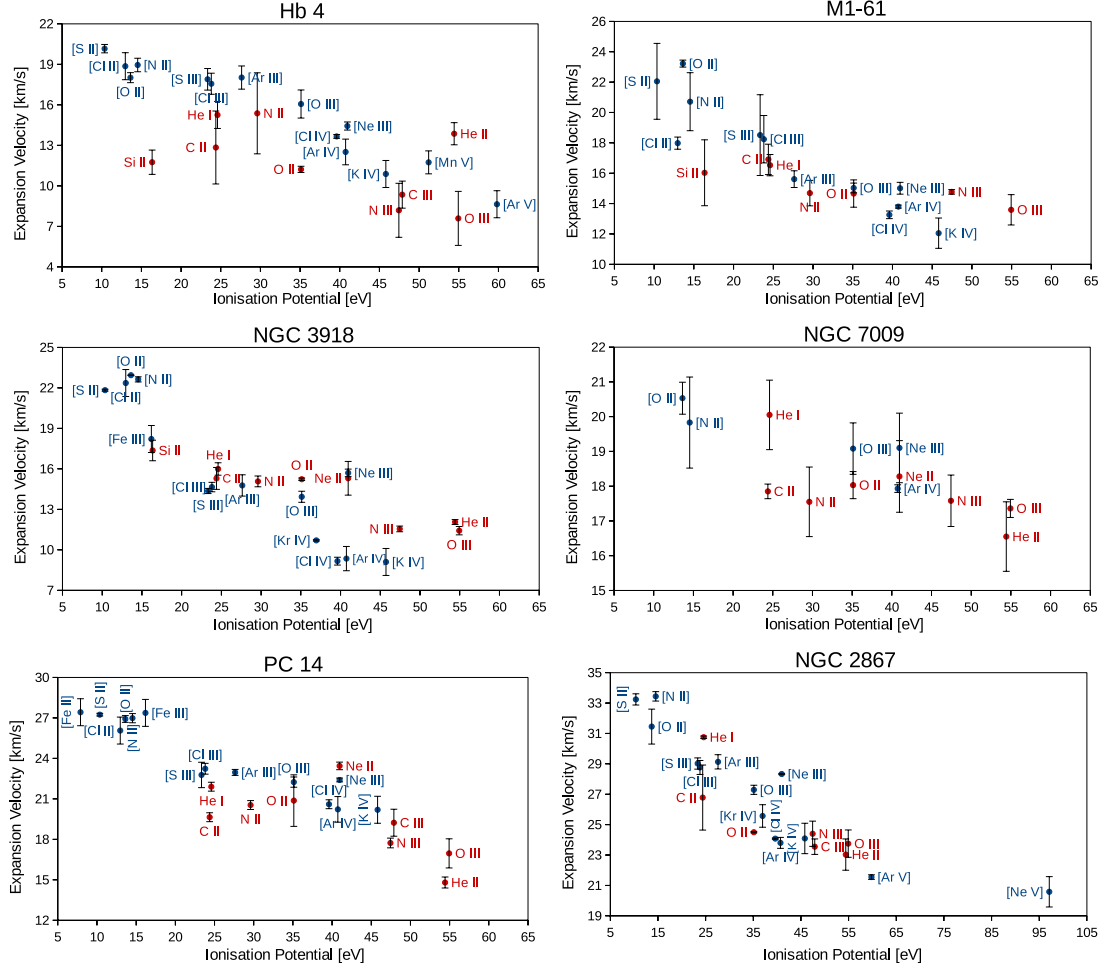 Hb 4
Expansion Velocity [km/s]
22
19
16
13
10
7
4
[S II]
[Cl II]
[N II]
[O II]
[S III]
[Ar III]
[Cl III]
He I
N II
[O III]
[Ne III]
[Cl IV]
He II
C II
Si II
[Ar IV]
[Mn V]
O II
[K IV]
C III
N III
O III
[Ar V]
5 10 15 20 25 30 35 40 45 50 55 60 65
Ionisation Potential [eV]
M1-61
Expansion Velocity [km/s]
26
24
22
20
18
16
14
12
10
[O II]
[S II]
[N II]
[Cl II]
[S III]
[Cl III]
C II
He I
Si II
[Ar III]
N II
O II
[O III]
[Ne III]
N III
[Ar IV]
[Cl IV]
O III
[K IV]
5 10 15 20 25 30 35 40 45 50 55 60 65
Ionisation Potential [eV]
NGC 3918
Expansion Velocity [km/s]
25
22
19
16
13
10
7
[O II]
[N II]
[S II]
[Cl II]
[Fe III]
Si II
He I
O II
[Ne III]
C II
N II
Ne II
[Cl III]
[S III]
[Ar III]
[O III]
N III
He II
O III
[Kr IV]
[Cl IV]
[Ar IV]
[K IV]
5 10 15 20 25 30 35 40 45 50 55 60 65
Ionisation Potential [eV]
NGC 7009
Expansion Velocity [km/s]
22
21
20
19
18
17
16
15
[O II]
[N II]
He I
[O III]
[Ne III]
C II
N II
O II
Ne II
[Ar IV]
N III
O III
He II
5 10 15 20 25 30 35 40 45 50 55 60 65
Ionisation Potential [eV]
PC 14
Expansion Velocity [km/s]
30
27
24
21
18
15
12
[Fe II]
[S II]
[O II]
[Cl II]
[N II]
[Fe III]
[Cl III]
[S III]
[Ar III]
[O III]
Ne II
[Ne III]
He I
[Cl IV]
C II
N II
O II
[Ar IV]
[K IV]
C III
N III
O III
He II
5 10 15 20 25 30 35 40 45 50 55 60 65
Ionisation Potential [eV]
NGC 2867
Expansion Velocity [km/s]
35
33
31
29
27
25
23
21
19
[S II]
[N II]
[O II]
He I
[S III]
[Ar III]
[Cl III]
[Ne III]
C II
[O III]
[Kr IV]
[Cl IV]
O II
[K IV]
N III
C III
O III
[Ar IV]
He II
[Ar V]
[Ne V]
5 15 25 35 45 55 65 75 85 95 105
Ionisation Potential [eV]